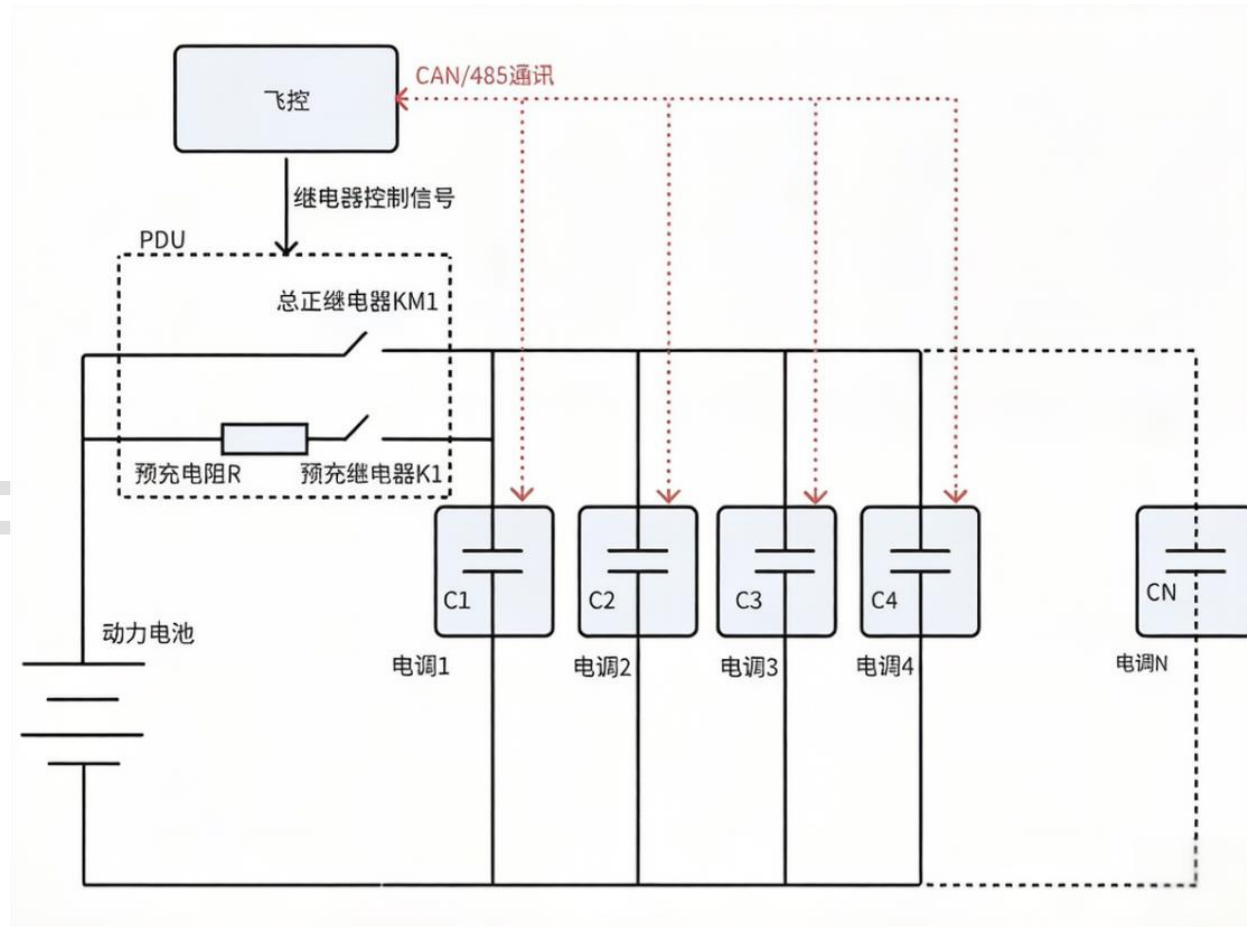 飞控
CAN/485通讯
继电器控制信号
PDU
总正继电器KM1
预充电阻R
预充继电器K1
C1
C2
C3
C4
CN
动力电池
电调1
电调2
电调3
电调4
电调N